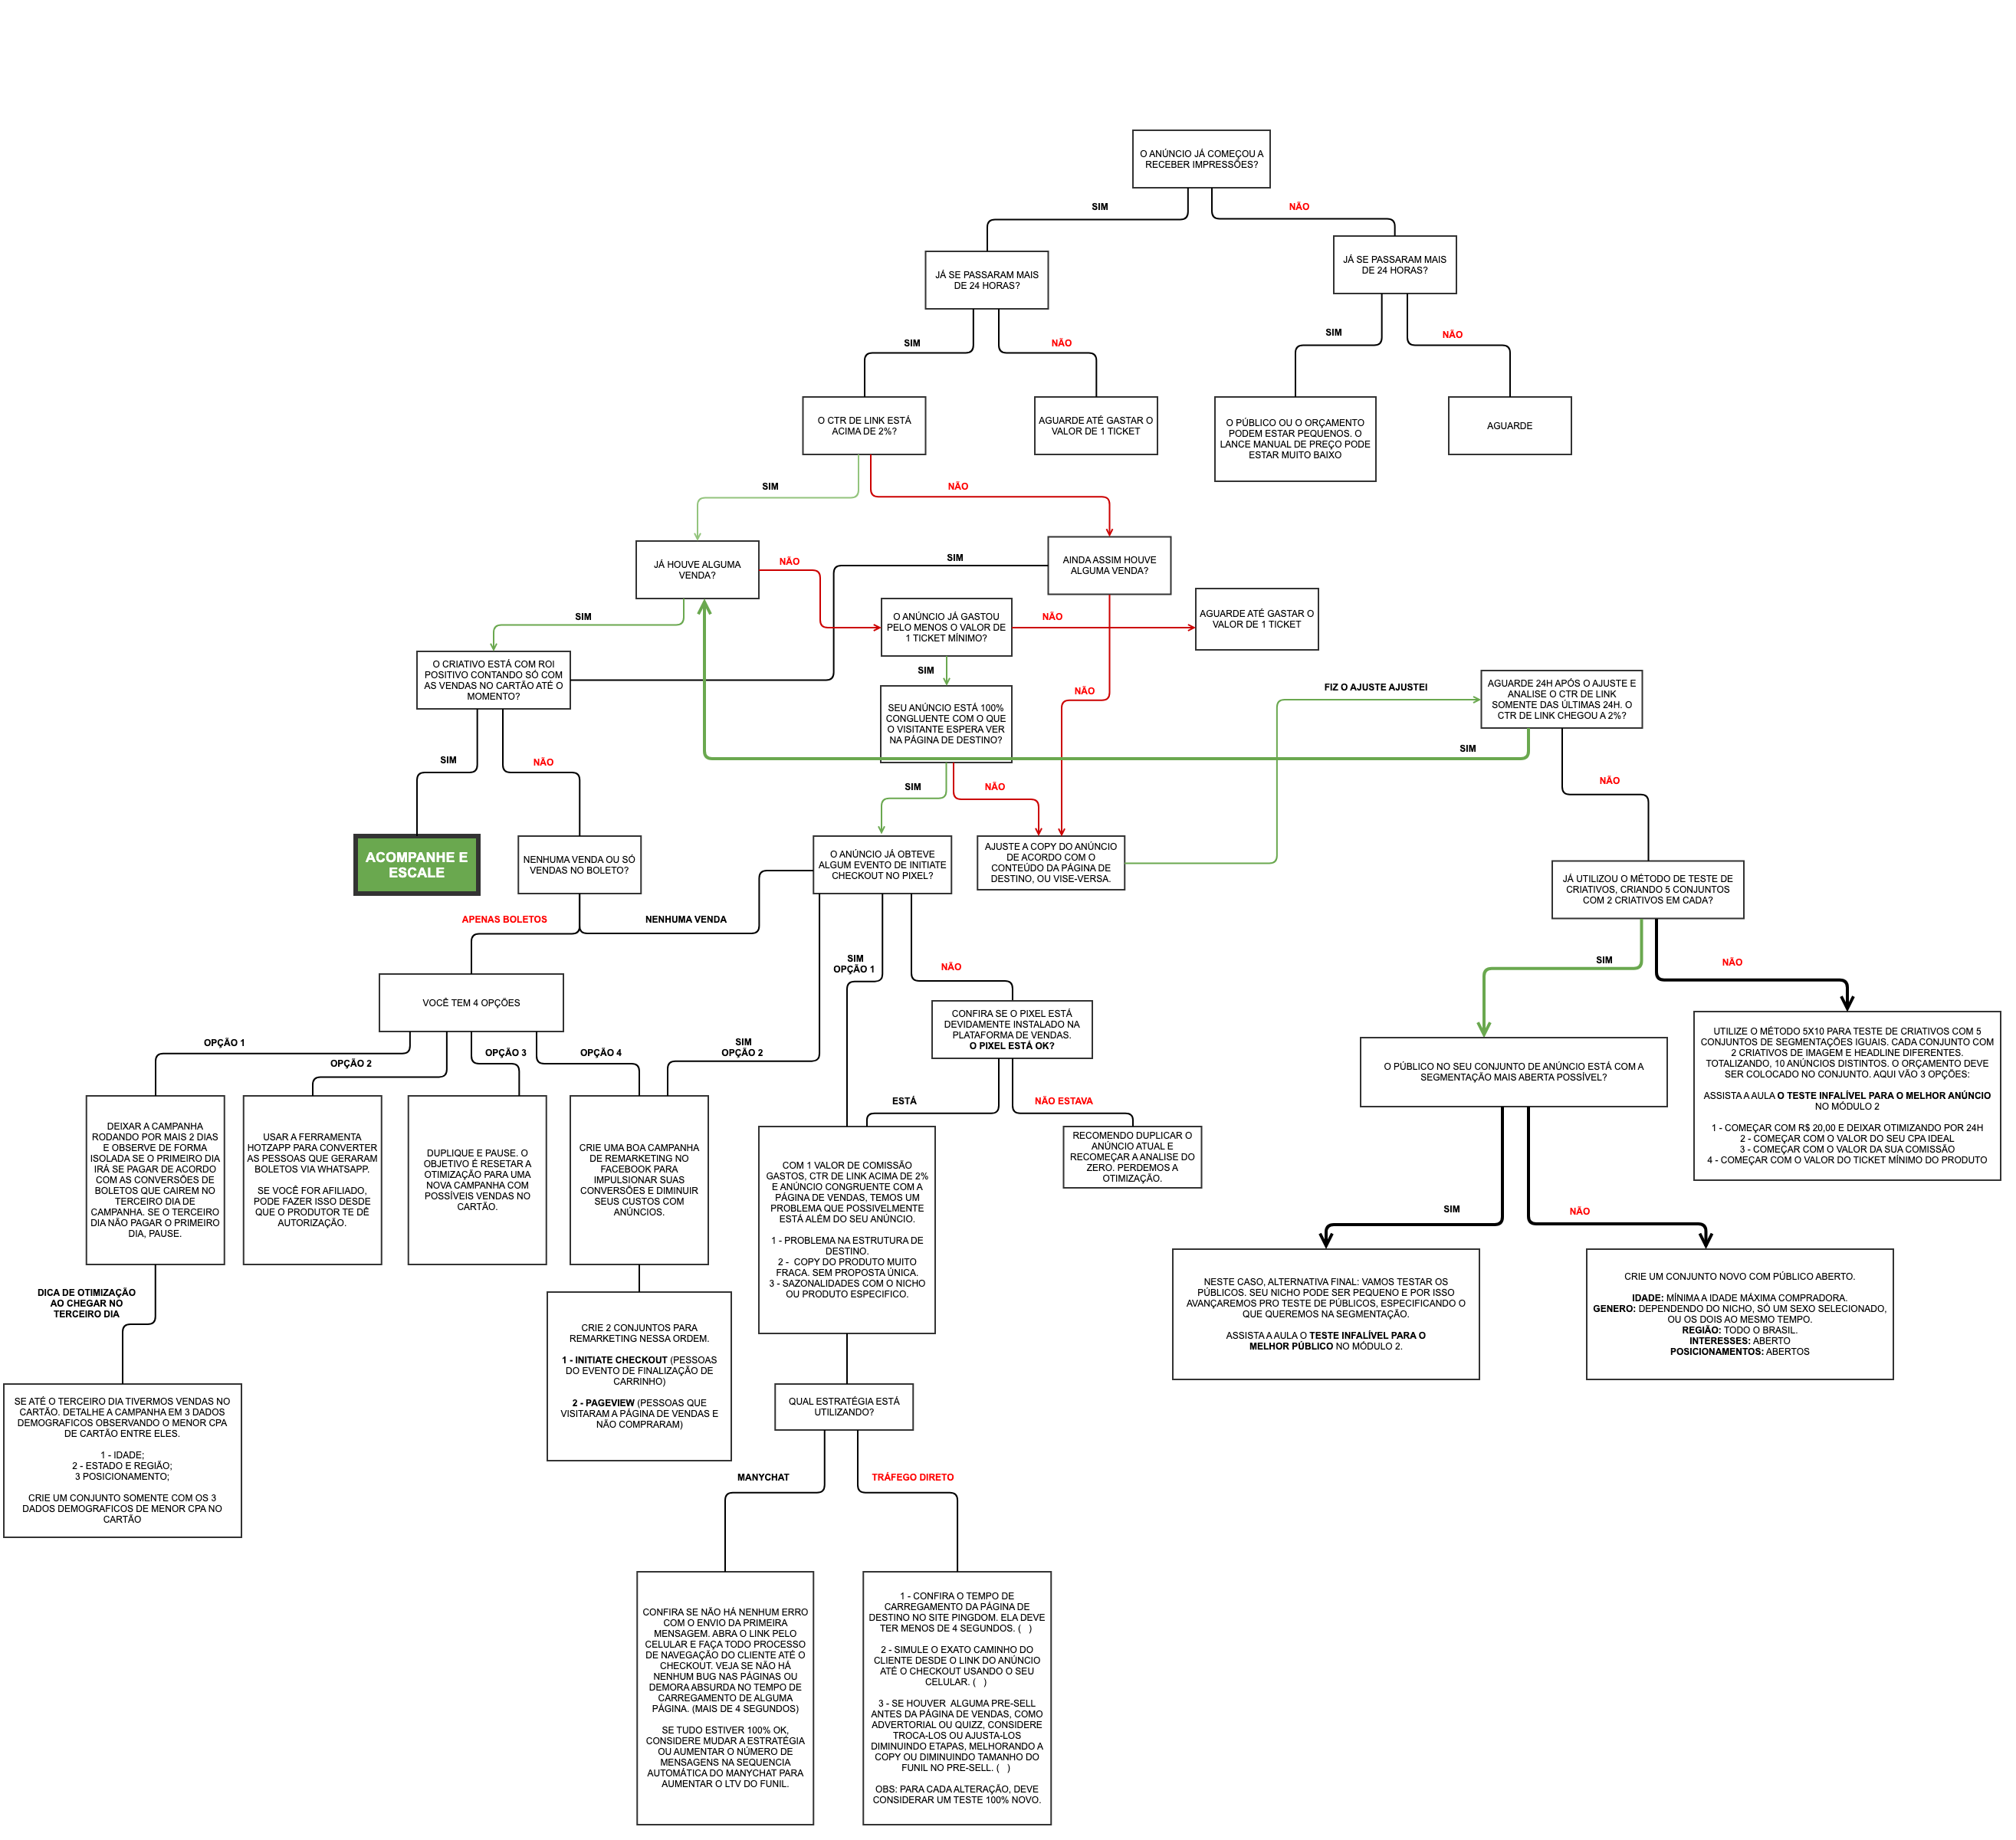 O ANÚNCIO JÁ COMEÇOU A
RECEBER IMPRESSÕES?
SIM
NÃO
JÁ SE PASSARAM MAIS
DE 24 HORAS?
JÁ SE PASSARAM MAIS
DE 24 HORAS?
SIM
NÃO
SIM
NÃO
O CTR DE LINK ESTÁ
ACIMA DE 2%?
AGUARDE ATÉ GASTAR O
VALOR DE 1 TICKET
O PÚBLICO OU O ORÇAMENTO
PODEM ESTAR PEQUENOS. O
LANCE MANUAL DE PREÇO PODE
ESTAR MUITO BAIXO
AGUARDE
SIM
NÃO
JÁ HOUVE ALGUMA
VENDA?
NÃO
SIM
AINDA ASSIM HOUVE
ALGUMA VENDA?
SIM
O ANÚNCIO JÁ GASTOU
PELO MENOS O VALOR DE
1 TICKET MÍNIMO?
NÃO
AGUARDE ATÉ GASTAR O
VALOR DE 1 TICKET
O CRIATIVO ESTÁ COM ROI
POSITIVO CONTANDO SÓ COM
AS VENDAS NO CARTÃO ATÉ O
MOMENTO?
SIM
NÃO
SEU ANÚNCIO ESTÁ 100%
CONGLUENTE COM O QUE
O VISITANTE ESPERA VER
NA PÁGINA DE DESTINO?
FIZ O AJUSTE AJUSTEI
AGUARDE 24H APÓS O AJUSTE E
ANALISE O CTR DE LINK
SOMENTE DAS ÚLTIMAS 24H. O
CTR DE LINK CHEGOU A 2%?
SIM
NÃO
SIM
NÃO
SIM
NÃO
ACOMPANHE E
ESCALE
NENHUMA VENDA OU SÓ
VENDAS NO BOLETO?
O ANÚNCIO JÁ OBTEVE
ALGUM EVENTO DE INITIATE
CHECKOUT NO PIXEL?
AJUSTE A COPY DO ANÚNCIO
DE ACORDO COM O
CONTEÚDO DA PÁGINA DE
DESTINO, OU VISE-VERSA.
JÁ UTILIZOU O MÉTODO DE TESTE DE
CRIATIVOS, CRIANDO 5 CONJUNTOS
COM 2 CRIATIVOS EM CADA?
APENAS BOLETOS
NENHUMA VENDA
SIM
OPÇÃO 1
NÃO
SIM
NÃO
VOCÊ TEM 4 OPÇÕES
CONFIRA SE O PIXEL ESTÁ
DEVIDAMENTE INSTALADO NA
PLATAFORMA DE VENDAS.
O PIXEL ESTÁ OK?
OPÇÃO 1
OPÇÃO 2
OPÇÃO 3
OPÇÃO 4
SIM
OPÇÃO 2
O PÚBLICO NO SEU CONJUNTO DE ANÚNCIO ESTÁ COM A
SEGMENTAÇÃO MAIS ABERTA POSSÍVEL?
UTILIZE O MÉTODO 5X10 PARA TESTE DE CRIATIVOS COM 5
CONJUNTOS DE SEGMENTAÇÕES IGUAIS. CADA CONJUNTO COM
2 CRIATIVOS DE IMAGEM E HEADLINE DIFERENTES.
TOTALIZANDO, 10 ANÚNCIOS DISTINTOS. O ORÇAMENTO DEVE
SER COLOCADO NO CONJUNTO. AQUI VÃO 3 OPÇÕES:
ASSISTA A AULA O TESTE INFALÍVEL PARA O MELHOR ANÚNCIO
NO MÓDULO 2
1 - COMEÇAR COM R$ 20,00 E DEIXAR OTIMIZANDO POR 24H
2 - COMEÇAR COM O VALOR DO SEU CPA IDEAL
3 - COMEÇAR COM O VALOR DA SUA COMISSÃO
4 - COMEÇAR COM O VALOR DO TICKET MÍNIMO DO PRODUTO
ESTÁ
NÃO ESTAVA
DEIXAR A CAMPANHA
RODANDO POR MAIS 2 DIAS
E OBSERVE DE FORMA
ISOLADA SE O PRIMEIRO DIA
IRÁ SE PAGAR DE ACORDO
COM AS CONVERSÕES DE
BOLETOS QUE CAIREM NO
TERCEIRO DIA DE
CAMPANHA. SE O TERCEIRO
DIA NÃO PAGAR O PRIMEIRO
DIA, PAUSE.
USAR A FERRAMENTA
HOTZAPP PARA CONVERTER
AS PESSOAS QUE GERARAM
BOLETOS VIA WHATSAPP.
SE VOCÊ FOR AFILIADO,
PODE FAZER ISSO DESDE
QUE O PRODUTOR TE DÊ
AUTORIZAÇÃO.
DUPLIQUE E PAUSE. O
OBJETIVO É RESETAR A
OTIMIZAÇÃO PARA UMA
NOVA CAMPANHA COM
POSSÍVEIS VENDAS NO
CARTÃO.
CRIE UMA BOA CAMPANHA
DE REMARKETING NO
FACEBOOK PARA
IMPULSIONAR SUAS
CONVERSÕES E DIMINUIR
SEUS CUSTOS COM
ANÚNCIOS.
COM 1 VALOR DE COMISSÃO
GASTOS, CTR DE LINK ACIMA DE 2%
E ANÚNCIO CONGRUENTE COM A
PÁGINA DE VENDAS, TEMOS UM
PROBLEMA QUE POSSIVELMENTE
ESTÁ ALÉM DO SEU ANÚNCIO.
1 - PROBLEMA NA ESTRUTURA DE
DESTINO.
2 - COPY DO PRODUTO MUITO
FRACA. SEM PROPOSTA ÚNICA.
3 - SAZONALIDADES COM O NICHO
OU PRODUTO ESPECIFICO.
RECOMENDO DUPLICAR O
ANÚNCIO ATUAL E
RECOMEÇAR A ANALISE DO
ZERO. PERDEMOS A
OTIMIZAÇÃO.
SIM
NÃO
NESTE CASO, ALTERNATIVA FINAL: VAMOS TESTAR OS
PÚBLICOS. SEU NICHO PODE SER PEQUENO E POR ISSO
AVANÇAREMOS PRO TESTE DE PÚBLICOS, ESPECIFICANDO O
QUE QUEREMOS NA SEGMENTAÇÃO.
ASSISTA A AULA O TESTE INFALÍVEL PARA O
MELHOR PÚBLICO NO MÓDULO 2.
CRIE UM CONJUNTO NOVO COM PÚBLICO ABERTO.
IDADE: MÍNIMA A IDADE MÁXIMA COMPRADORA.
GENERO: DEPENDENDO DO NICHO, SÓ UM SEXO SELECIONADO,
OU OS DOIS AO MESMO TEMPO.
REGIÃO: TODO O BRASIL.
INTERESSES: ABERTO
POSICIONAMENTOS: ABERTOS
DICA DE OTIMIZAÇÃO
AO CHEGAR NO
TERCEIRO DIA
CRIE 2 CONJUNTOS PARA
REMARKETING NESSA ORDEM.
1 - INITIATE CHECKOUT (PESSOAS
DO EVENTO DE FINALIZAÇÃO DE
CARRINHO)
2 - PAGEVIEW (PESSOAS QUE
VISITARAM A PÁGINA DE VENDAS E
NÃO COMPRARAM)
SE ATÉ O TERCEIRO DIA TIVERMOS VENDAS NO
CARTÃO. DETALHE A CAMPANHA EM 3 DADOS
DEMOGRAFICOS OBSERVANDO O MENOR CPA
DE CARTÃO ENTRE ELES.
1 - IDADE;
2 - ESTADO E REGIÃO;
3 POSICIONAMENTO;
CRIE UM CONJUNTO SOMENTE COM OS 3
DADOS DEMOGRAFICOS DE MENOR CPA NO
CARTÃO
QUAL ESTRATÉGIA ESTÁ
UTILIZANDO?
MANYCHAT
TRÁFEGO DIRETO
CONFIRA SE NÃO HÁ NENHUM ERRO
COM O ENVIO DA PRIMEIRA
MENSAGEM. ABRA O LINK PELO
CELULAR E FAÇA TODO PROCESSO
DE NAVEGAÇÃO DO CLIENTE ATÉ O
CHECKOUT. VEJA SE NÃO HÁ
NENHUM BUG NAS PÁGINAS OU
DEMORA ABSURDA NO TEMPO DE
CARREGAMENTO DE ALGUMA
PÁGINA. (MAIS DE 4 SEGUNDOS)
SE TUDO ESTIVER 100% OK,
CONSIDERE MUDAR A ESTRATÉGIA
OU AUMENTAR O NÚMERO DE
MENSAGENS NA SEQUENCIA
AUTOMÁTICA DO MANYCHAT PARA
AUMENTAR O LTV DO FUNIL.
1 - CONFIRA O TEMPO DE
CARREGAMENTO DA PÁGINA DE
DESTINO NO SITE PINGDOM. ELA DEVE
TER MENOS DE 4 SEGUNDOS. (   )
2 - SIMULE O EXATO CAMINHO DO
CLIENTE DESDE O LINK DO ANÚNCIO
ATÉ O CHECKOUT USANDO O SEU
CELULAR. (   )
3 - SE HOUVER  ALGUMA PRE-SELL
ANTES DA PÁGINA DE VENDAS, COMO
ADVERTORIAL OU QUIZZ, CONSIDERE
TROCA-LOS OU AJUSTA-LOS
DIMINUINDO ETAPAS, MELHORANDO A
COPY OU DIMINUINDO TAMANHO DO
FUNIL NO PRE-SELL. (   )
OBS: PARA CADA ALTERAÇÃO, DEVE
CONSIDERAR UM TESTE 100% NOVO.